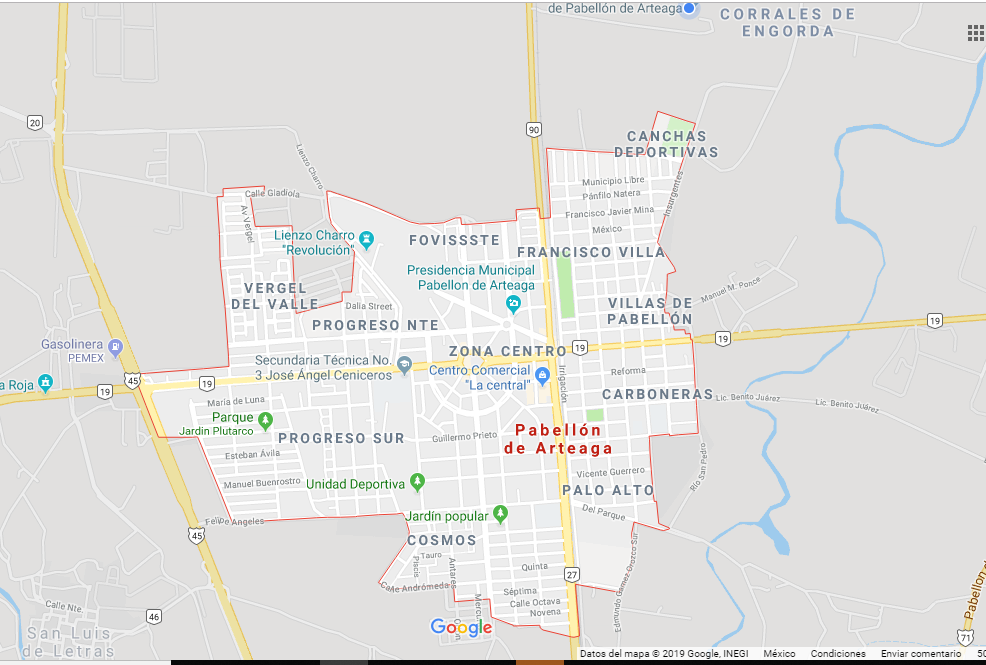 de Pabellón de Arteaga
CORRALES DE
ENGORDA
20
90
CANCHAS
DEPORTIVAS
Lienzo Charro
Municipio Libre
Pánfilo Natera
Insurgentes
Francisco Javier Mina
México
Calle Gladiola
Av Vergel
Lienzo Charro
"Revolución"
FOVISSSTE
FRANCISCO VILLA
Presidencia Municipal
Pabellon de Arteaga
VERGEL
DEL VALLE
Dalia Street
Manuel M. Ponce
VILLAS DE
PABELLÓN
PROGRESO NTE
19
19
19
Gasolinera
PEMEX
ZONA CENTRO
Secundaria Técnica No.
3 José Ángel Ceniceros
Centro Comercial
"La central"
Irrigación
Reforma
a Roja
45
19
19
CARBONERAS
Lic. Benito Juárez
Lic. Benito Juárez
María de Luna
Parque
Jardin Plutarco
PROGRESO SUR
Guillermo Prieto
Pabellón
de Arteaga
Esteban Ávila
Manuel Buenrostro
Unidad Deportiva
Vicente Guerrero
Río San Pedro
PALO ALTO
Jardín popular
Del Parque
Felipe Angeles
45
COSMOS
Tauro
Piscis
Antares
Quinta
27
Edmundo Gamez Orozco Sur
Calle Andrómeda
Séptima
Calle Octava
Novena
Calle Nte.
46
San Luis
de Letras
Google
Pabellon d
71
Datos del mapa © 2019 Google, INEGI México Condiciones Enviar comentario 50